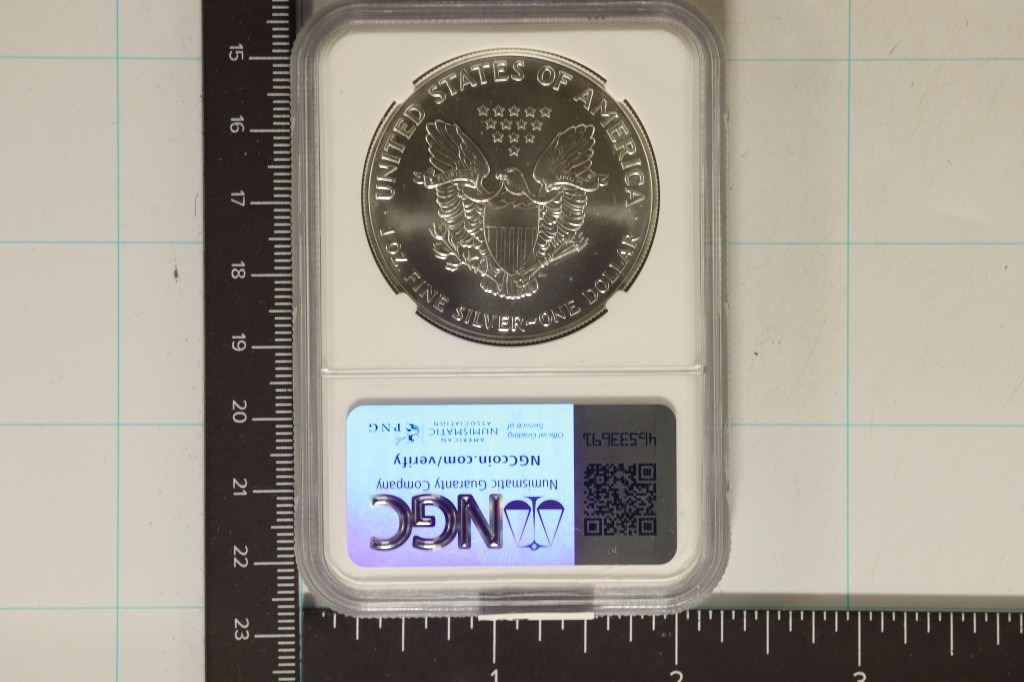 15
16
17
18
19
20
21
22
23
UNITED STATES OF AMERICA
1 OZ. FINE SILVER~ONE DOLLAR
NGC
Numismatic Guaranty Company
NGCcoin.com/verify
Official Grading
Service of
AMERICAN
NUMISMATIC
ASSOCIATION
PNG
1
2
3